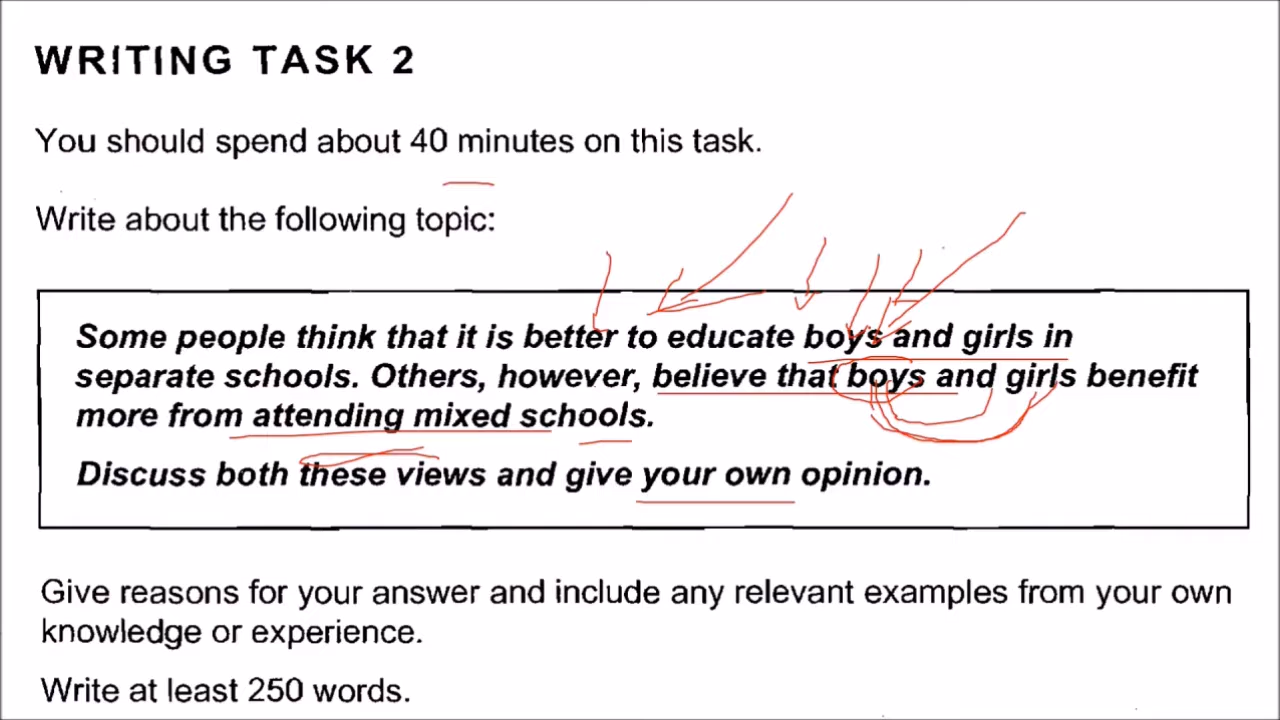 WRITING TASK 2
You should spend about 40 minutes on this task.
Write about the following topic:
Some people think that it is better to educate boys and girls in
separate schools. Others, however, believe that boys and girls benefit
more from attending mixed schools.
Discuss both these views and give your own opinion.
Give reasons for your answer and include any relevant examples from your own
knowledge or experience.
Write at least 250 words.